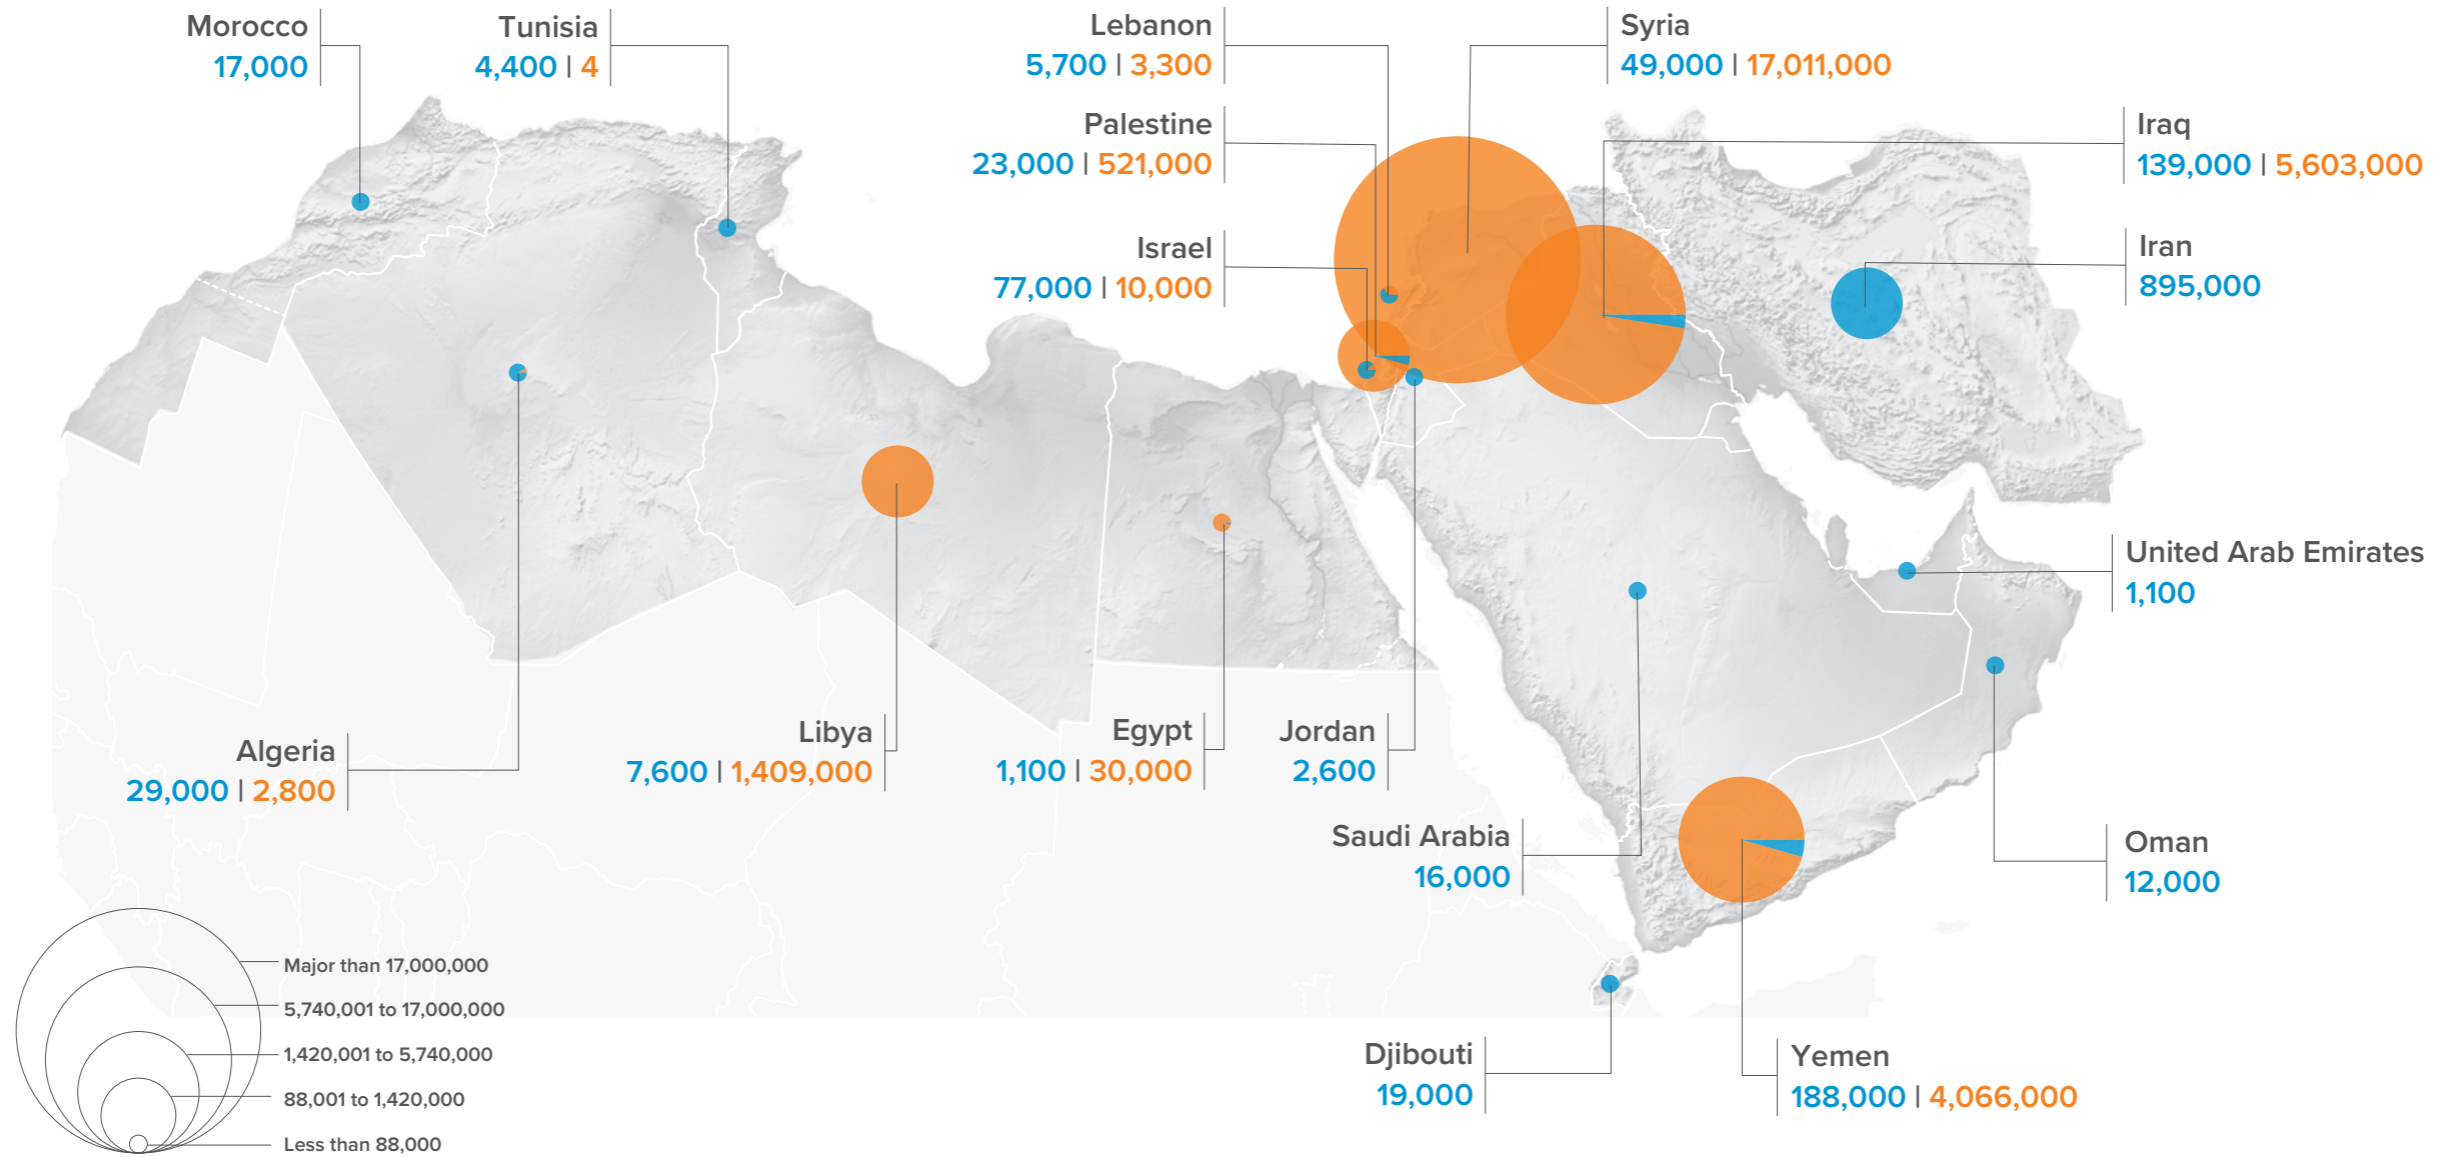 Morocco
17,000
Tunisia
4,400 | 4
Lebanon
5,700 | 3,300
Syria
49,000 | 17,011,000
Palestine
23,000 | 521,000
Iraq
139,000 | 5,603,000
Israel
77,000 | 10,000
Iran
895,000
United Arab Emirates
1,100
Algeria
29,000 | 2,800
Libya
7,600 | 1,409,000
Egypt
1,100 | 30,000
Jordan
2,600
Saudi Arabia
16,000
Oman
12,000
Djibouti
19,000
Yemen
188,000 | 4,066,000
Major than 17,000,000
5,740,001 to 17,000,000
1,420,001 to 5,740,000
88,001 to 1,420,000
Less than 88,000